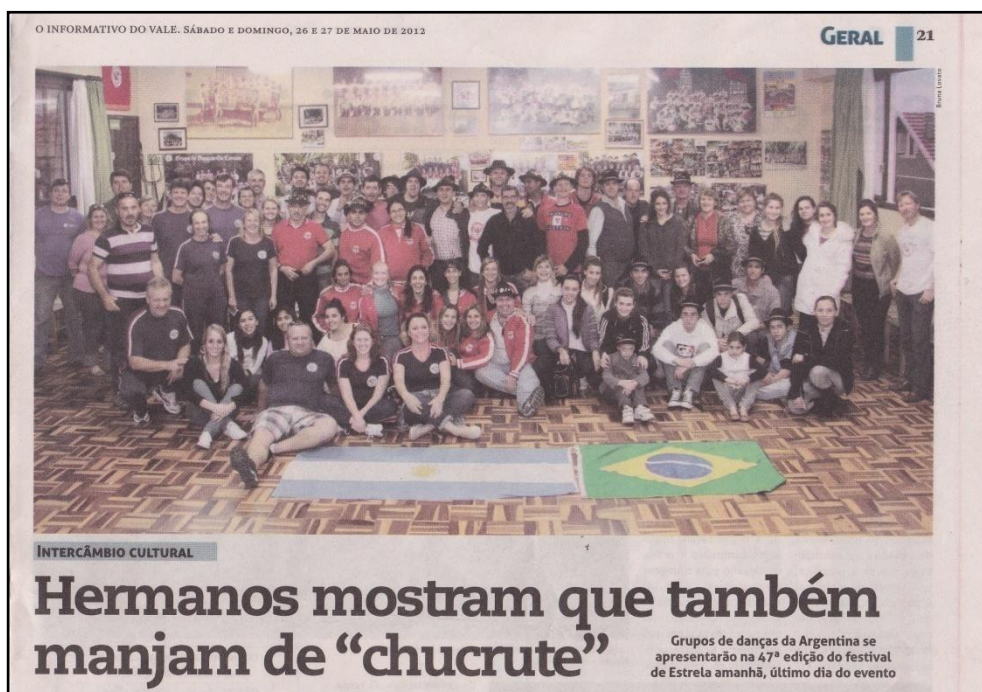 O INFORMATIVO DO VALE. SÁBADO E DOMINGO, 26 E 27 DE MAIO DE 2012
GERAL 21
Bruna Lovato
INTERCÂMBIO CULTURAL
Hermanos mostram que também
manjam de “chucrute”
Grupos de danças da Argentina se
apresentarão na 47ª edição do festival
de Estrela amanhã, último dia do evento